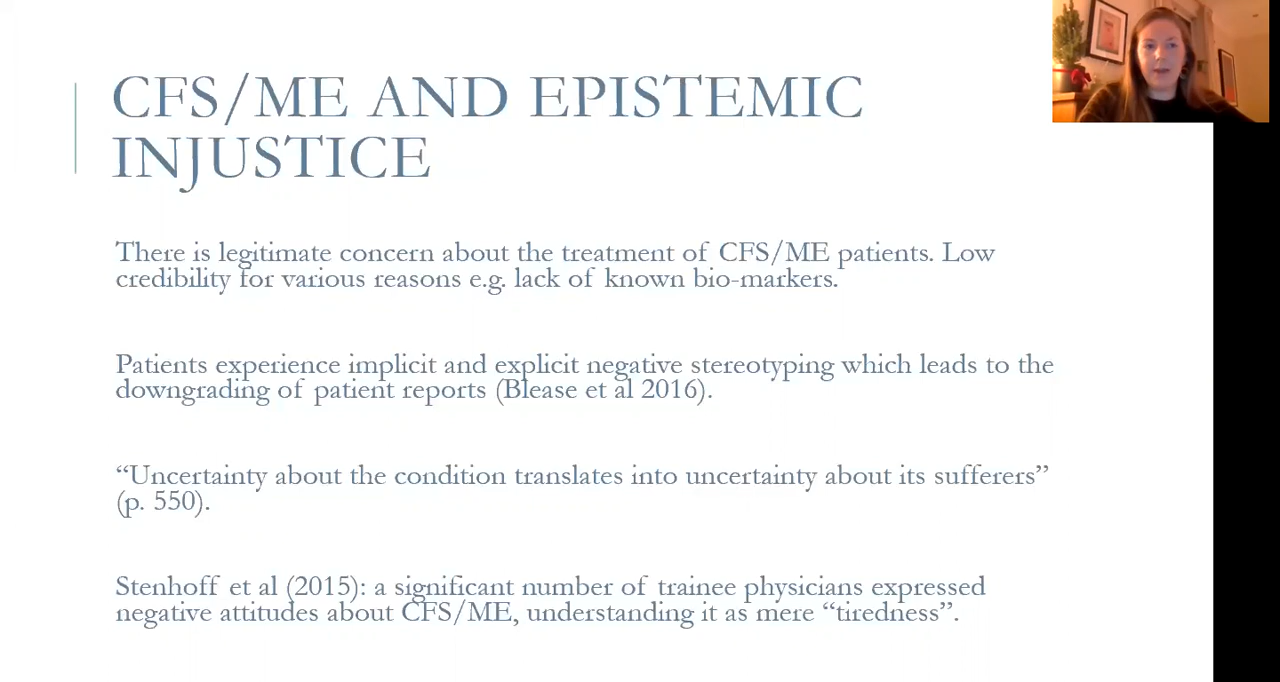 CFS/ME AND EPISTEMIC
INJUSTICE
There is legitimate concern about the treatment of CFS/ME patients. Low
credibility for various reasons e.g. lack of known bio-markers.
Patients experience implicit and explicit negative stereotyping which leads to the
downgrading of patient reports (Blease et al 2016).
“Uncertainty about the condition translates into uncertainty about its sufferers”
(p. 550).
Stenhoff et al (2015): a significant number of trainee physicians expressed
negative attitudes about CFS/ME, understanding it as mere “tiredness”.